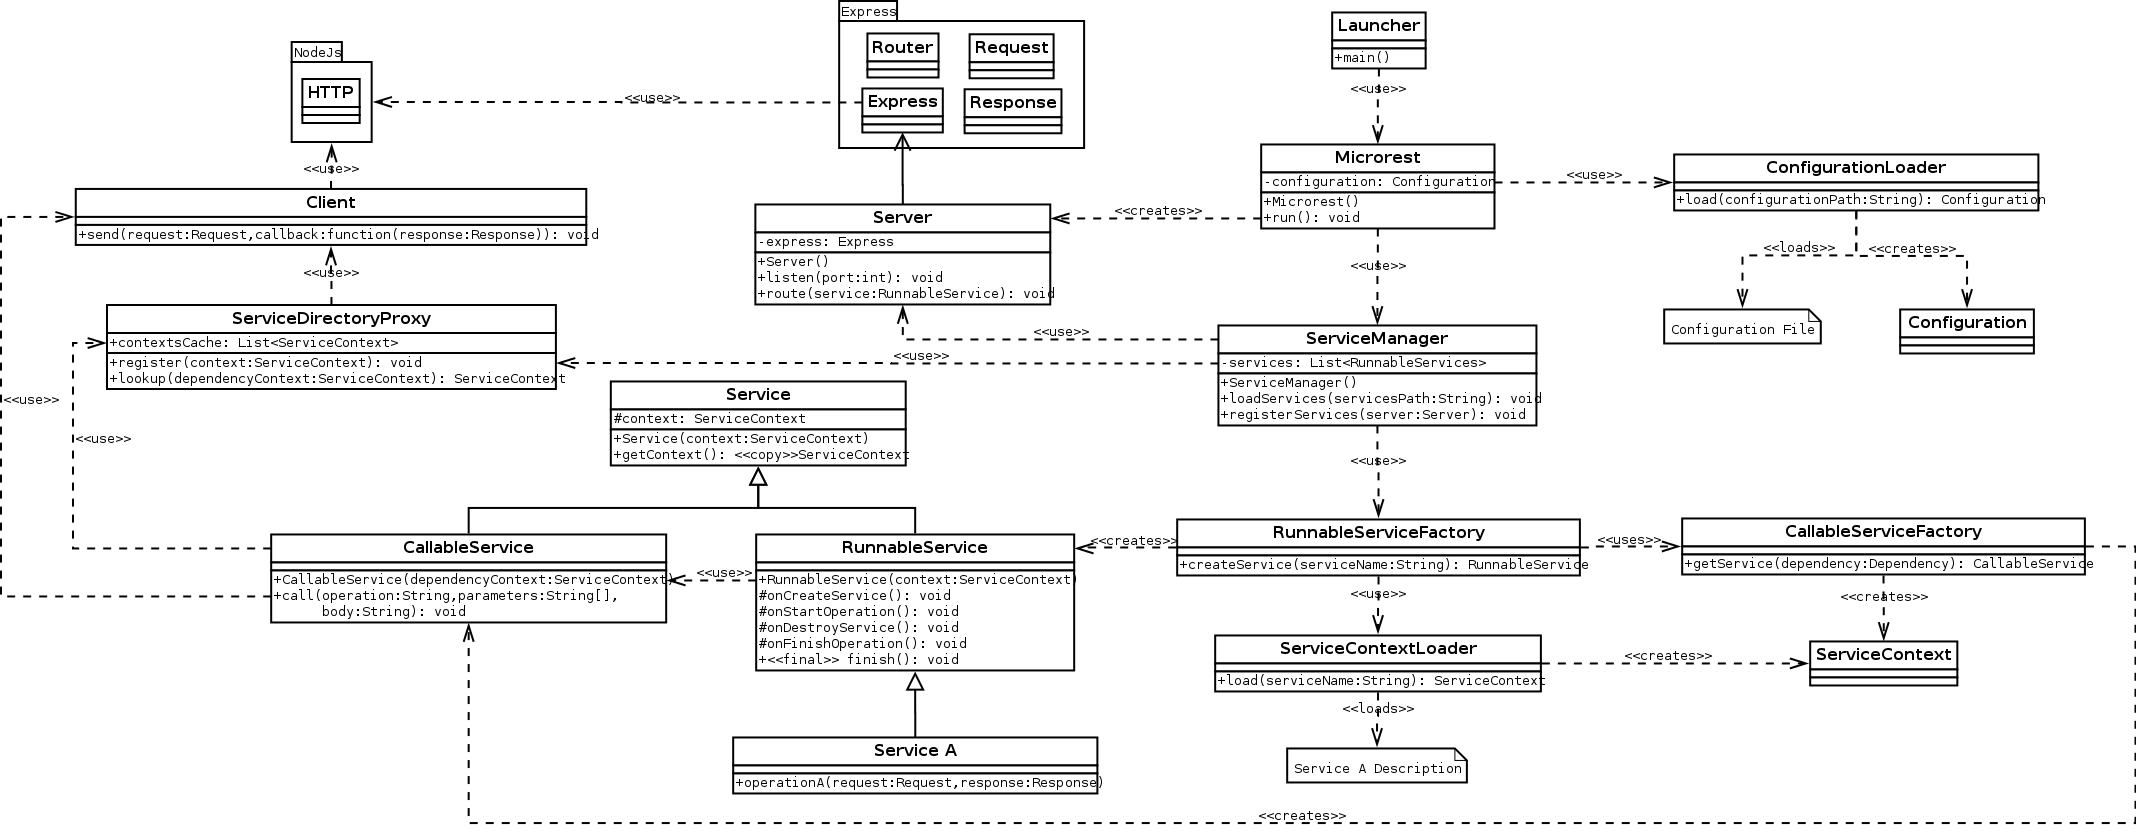 Express
Router
Request
Express
Response
Launcher
+main()
NodeJs
HTTP
<<use>>
<<use>>
<<use>>
Microrest
-configuration: Configuration
+Microrest()
+run(): void
<<use>>
ConfigurationLoader
+load(configurationPath:String): Configuration
Client
+send(request:Request,callback:function(response:Response)): void
<<creates>>
Server
-express: Express
+Server()
+listen(port:int): void
+route(service:RunnableService): void
<<use>>
<<use>>
<<loads>>
<<creates>>
ServiceDirectoryProxy
+contextsCache: List<ServiceContext>
+register(context:ServiceContext): void
+lookup(dependencyContext:ServiceContext): ServiceContext
<<use>>
<<use>>
ServiceManager
-services: List<RunnableServices>
+ServiceManager()
+loadServices(servicesPath:String): void
+registerServices(server:Server): void
Configuration File
Configuration
<<use>>
<<use>>
Service
#context: ServiceContext
+Service(context:ServiceContext)
+getContext(): <<copy>>ServiceContext
<<use>>
CallableService
+CallableService(dependencyContext:ServiceContext)
+call(operation:String,parameters:String[],
body:String): void
<<use>>
RunnableService
+RunnableService(context:ServiceContext)
#onCreateService(): void
#onStartOperation(): void
#onDestroyService(): void
#onFinishOperation(): void
+<<final>> finish(): void
<<creates>>
RunnableServiceFactory
+createService(serviceName:String): RunnableService
<<uses>>
CallableServiceFactory
+getService(dependency:Dependency): CallableService
<<use>>
<<creates>>
ServiceContextLoader
+load(serviceName:String): ServiceContext
<<creates>>
ServiceContext
<<loads>>
Service A
+operationA(request:Request,response:Response)
Service A Description
<<creates>>